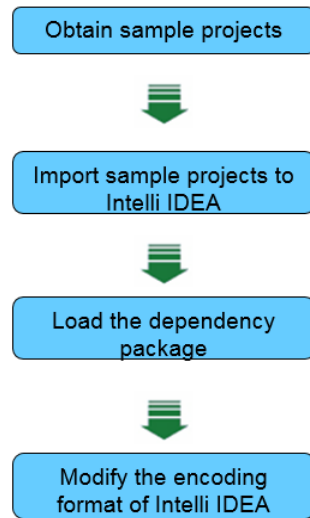 Obtain sample projects
Import sample projects to
Intelli IDEA
Load the dependency
package
Modify the encoding
format of Intelli IDEA